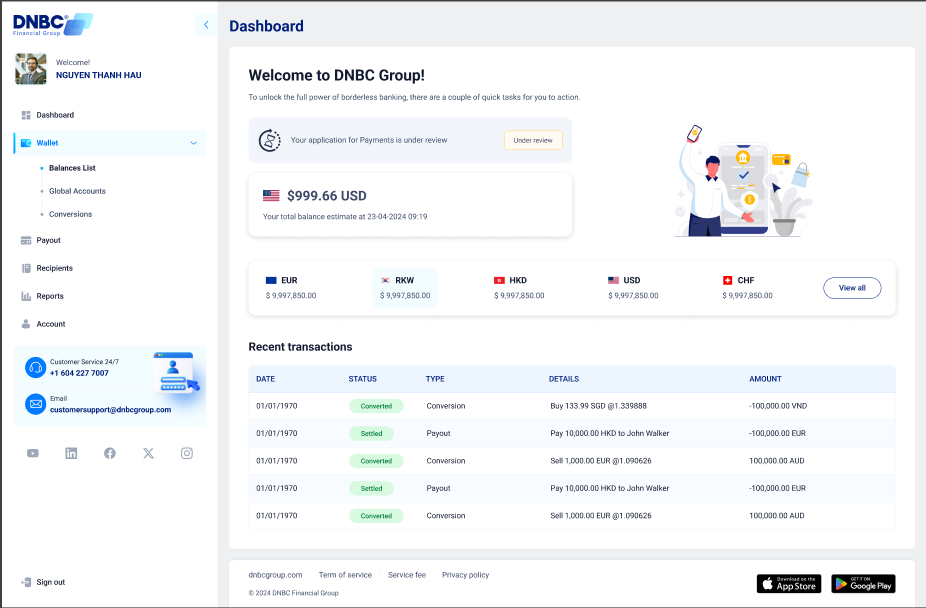 DNBC
Financial Group
Welcome!
NGUYEN THANH HAU
Dashboard
Wallet
Balances List
Global Accounts
Conversions
Payout
Recipients
Reports
Account
Customer Service 24/7
+1 604 227 7007
Email
customersupport@dnbcgroup.com
Sign out
Dashboard
Welcome to DNBC Group!
To unlock the full power of borderless banking, there are a couple of quick tasks for you to action.
Your application for Payments is under review
Under review
$999.66 USD
Your total balance estimate at 23-04-2024 09:19
EUR RKW HKD USD CHF
$ 9,997,850.00 $ 9,997,850.00 $ 9,997,850.00 $ 9,997,850.00 $ 9,997,850.00
View all
Recent transactions
DATE STATUS TYPE DETAILS AMOUNT
01/01/1970 Converted Conversion Buy 133.99 SGD @1.339888 -100,000.00 VND
01/01/1970 Settled Payout Pay 10,000.00 HKD to John Walker -100,000.00 EUR
01/01/1970 Converted Conversion Sell 1,000.00 EUR @1.090626 100,000.00 AUD
01/01/1970 Settled Payout Pay 10,000.00 HKD to John Walker -100,000.00 EUR
01/01/1970 Converted Conversion Sell 1,000.00 EUR @1.090626 100,000.00 AUD
dnbcgroup.com Term of service Service fee Privacy policy
© 2024 DNBC Financial Group
Download on the
App Store
GET IT ON
Google Play